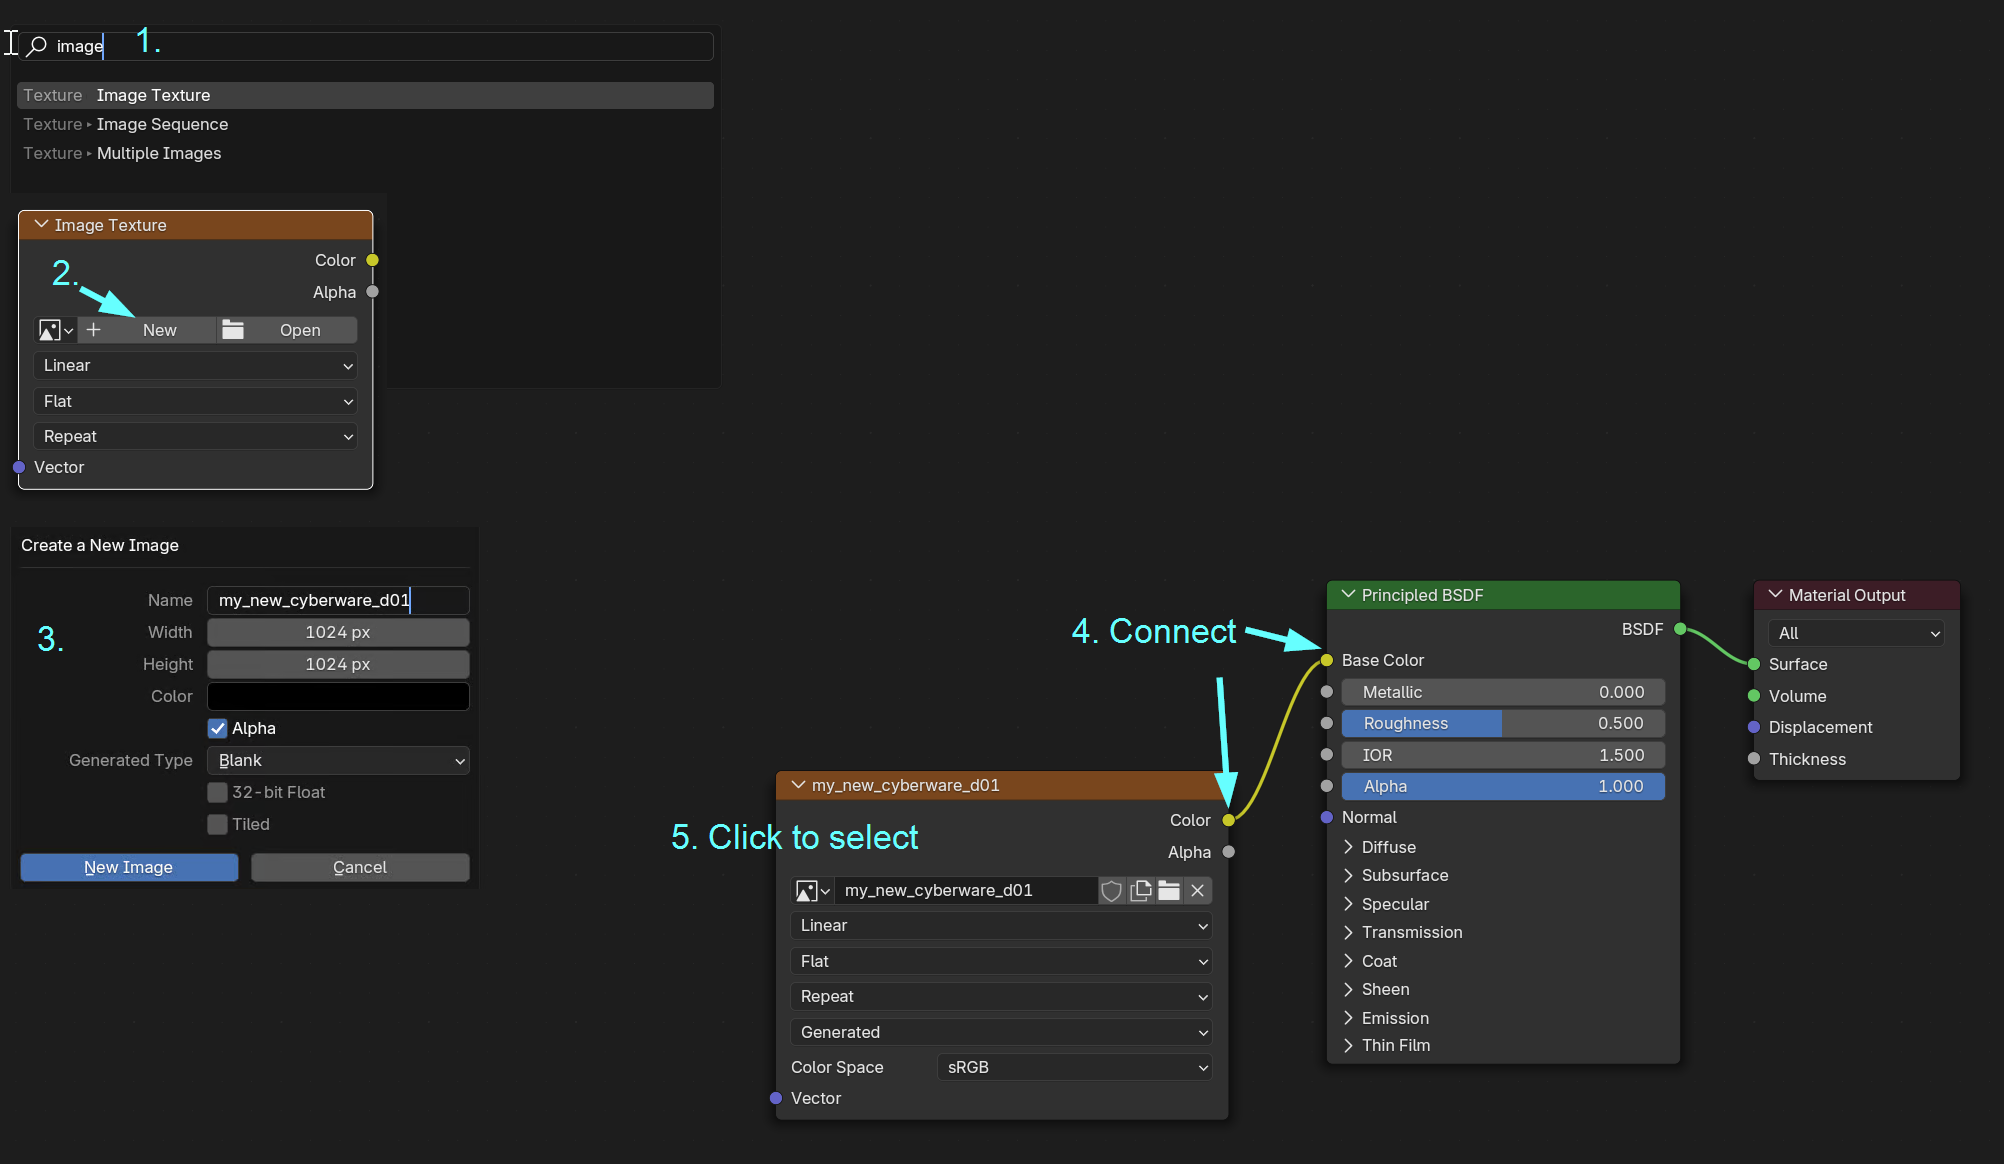 image
1.
Texture Image Texture
Texture ▸ Image Sequence
Texture ▸ Multiple Images
Image Texture
Color
2.
Alpha
New
Open
Linear
Flat
Repeat
Vector
Create a New Image
Name my_new_cyberware_d01
Width 1024 px
3.
Height 1024 px
Color
Alpha
Generated Type Blank
32-bit Float
Tiled
New Image Cancel
4. Connect
5. Click to select
my_new_cyberware_d01
Color
Alpha
my_new_cyberware_d01
Linear
Flat
Repeat
Generated
Color Space sRGB
Vector
Principled BSDF
BSDF
Base Color
Metallic 0.000
Roughness 0.500
IOR 1.500
Alpha 1.000
Normal
Diffuse
Subsurface
Specular
Transmission
Coat
Sheen
Emission
Thin Film
Material Output
All
Surface
Volume
Displacement
Thickness